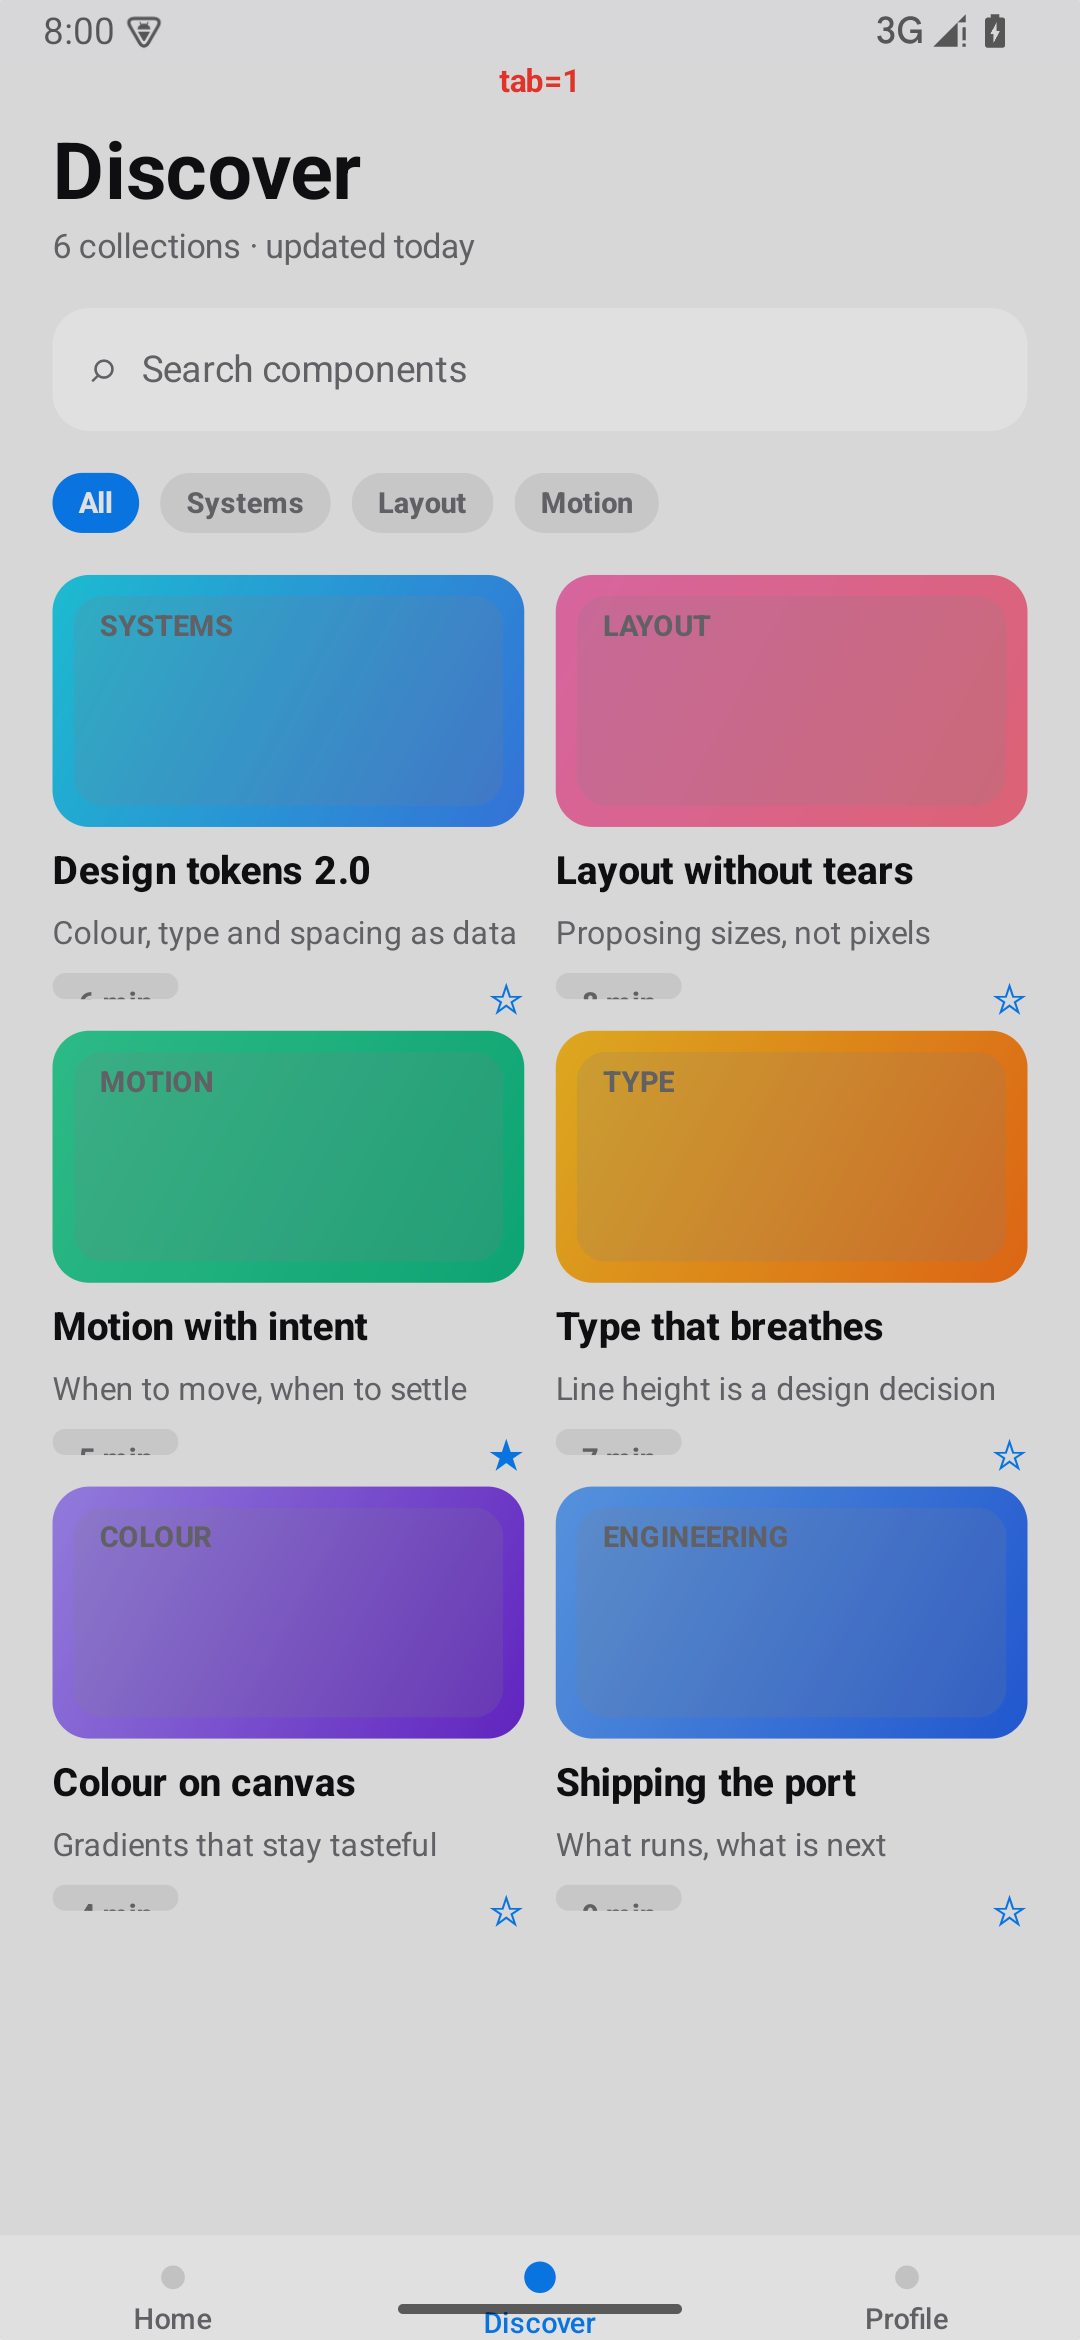 8:00
3G
tab=1
Discover
6 collections · updated today
Search components
All Systems Layout Motion
SYSTEMS
LAYOUT
Design tokens 2.0
Layout without tears
Colour, type and spacing as data
Proposing sizes, not pixels
MOTION
TYPE
Motion with intent
Type that breathes
When to move, when to settle
Line height is a design decision
COLOUR
ENGINEERING
Colour on canvas
Shipping the port
Gradients that stay tasteful
What runs, what is next
Home
Discover
Profile